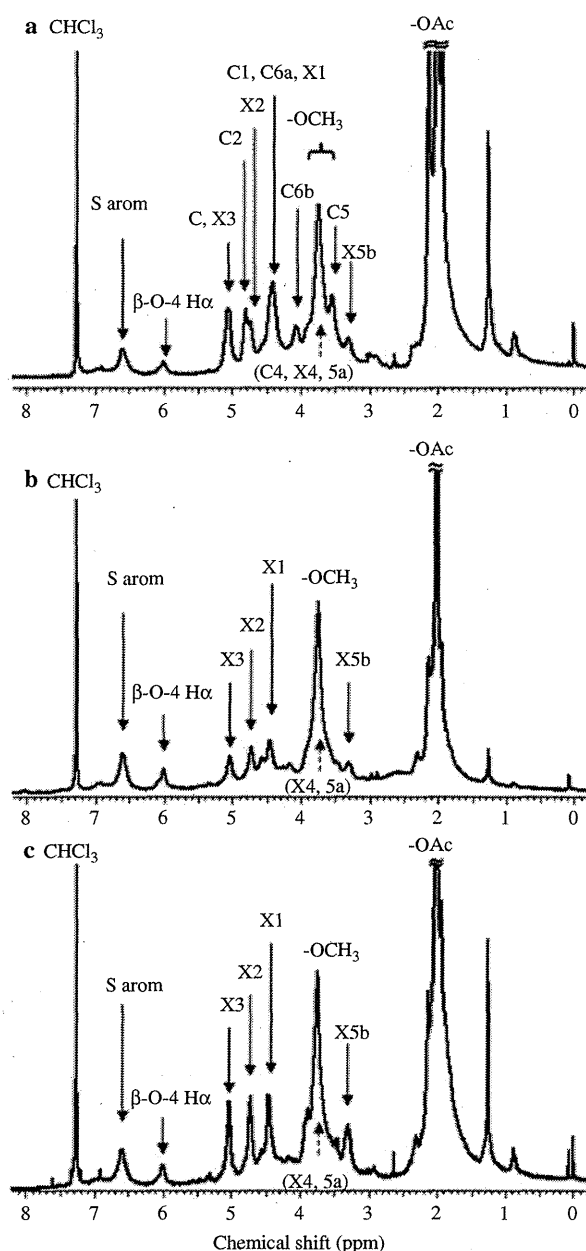 a CHCl₃
-OAc
C1, C6a, X1
X2
C2
-OCH₃
C6b
C5
S arom
C, X3
X5b
β-O-4 Hα
(C4, X4, 5a)
8 7 6 5 4 3 2 1 0
b CHCl₃
-OAc
X1
S arom
-OCH₃
X2
X3
X5b
β-O-4 Hα
(X4, 5a)
8 7 6 5 4 3 2 1 0
c CHCl₃
-OAc
X1
X2
-OCH₃
S arom
X3
X5b
β-O-4 Hα
(X4, 5a)
8 7 6 5 4 3 2 1 0
Chemical shift (ppm)